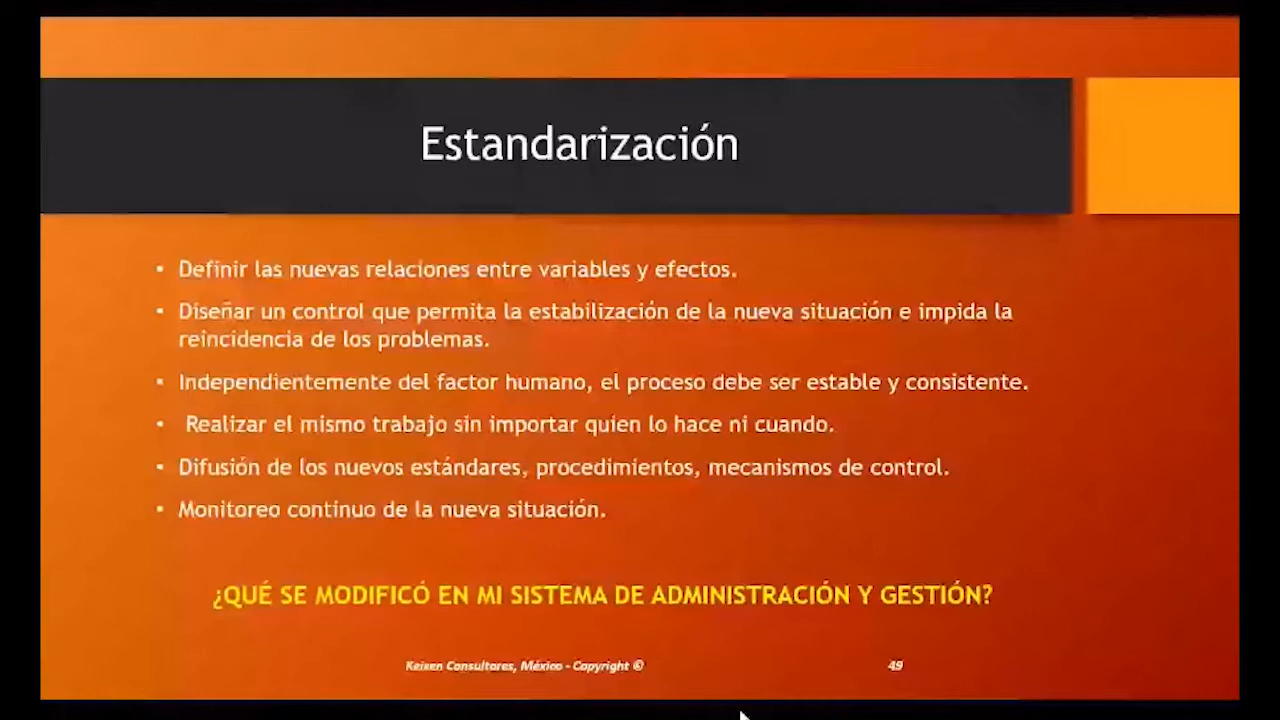 Estandarización
• Definir las nuevas relaciones entre variables y efectos.
• Diseñar un control que permita la estabilización de la nueva situación e impida la
reincidencia de los problemas.
• Independientemente del factor humano, el proceso debe ser estable y consistente.
• Realizar el mismo trabajo sin importar quien lo hace ni cuando.
• Difusión de los nuevos estándares, procedimientos, mecanismos de control.
• Monitoreo continuo de la nueva situación.
¿QUÉ SE MODIFICÓ EN MI SISTEMA DE ADMINISTRACIÓN Y GESTIÓN?
Keixen Consultores, México - Copyright ©
49